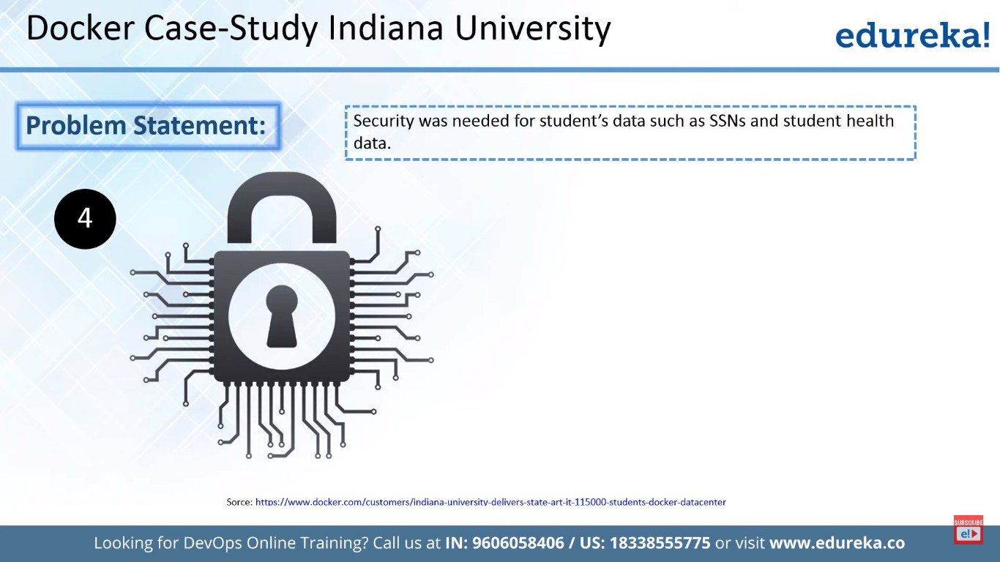 Docker Case-Study Indiana University
edureka!
Problem Statement:
Security was needed for student’s data such as SSNs and student health
data.
4
Sorce: https://www.docker.com/customers/indiana-university-delivers-state-art-it-115000-students-docker-datacenter
SUBSCRIBE
e!
Looking for DevOps Online Training? Call us at IN: 9606058406 / US: 18338555775 or visit www.edureka.co